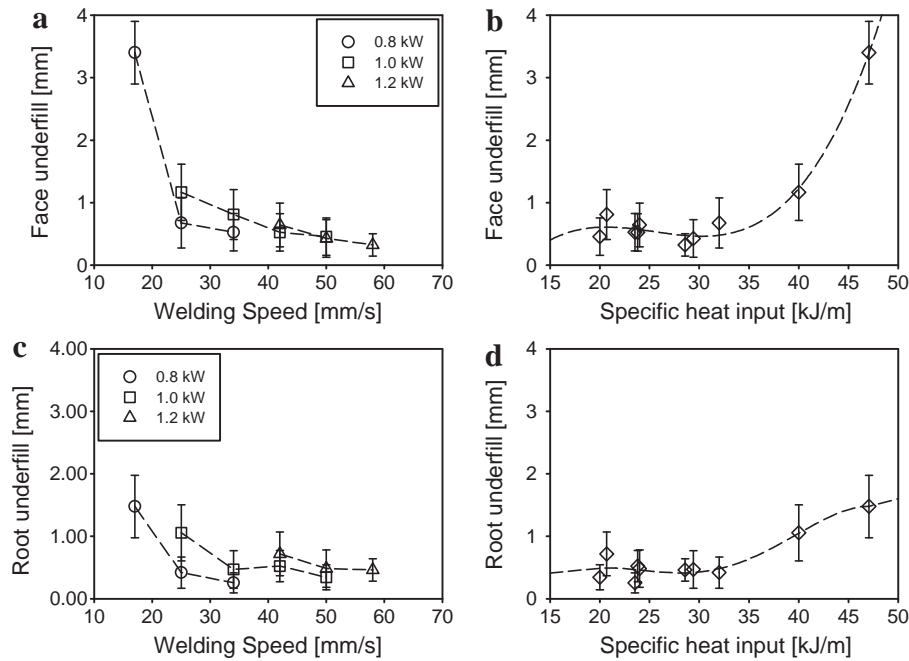 a
4
3
2
1
0
Face underfill [mm]
0.8 kW
1.0 kW
1.2 kW
10 20 30 40 50 60 70
Welding Speed [mm/s]
b
4
3
2
1
0
Face underfill [mm]
15 20 25 30 35 40 45 50
Specific heat input [kJ/m]
c
4.00
3.00
2.00
1.00
0.00
Root underfill [mm]
0.8 kW
1.0 kW
1.2 kW
10 20 30 40 50 60 70
Welding Speed [mm/s]
d
4
3
2
1
0
Root underfill [mm]
15 20 25 30 35 40 45 50
Specific heat input [kJ/m]